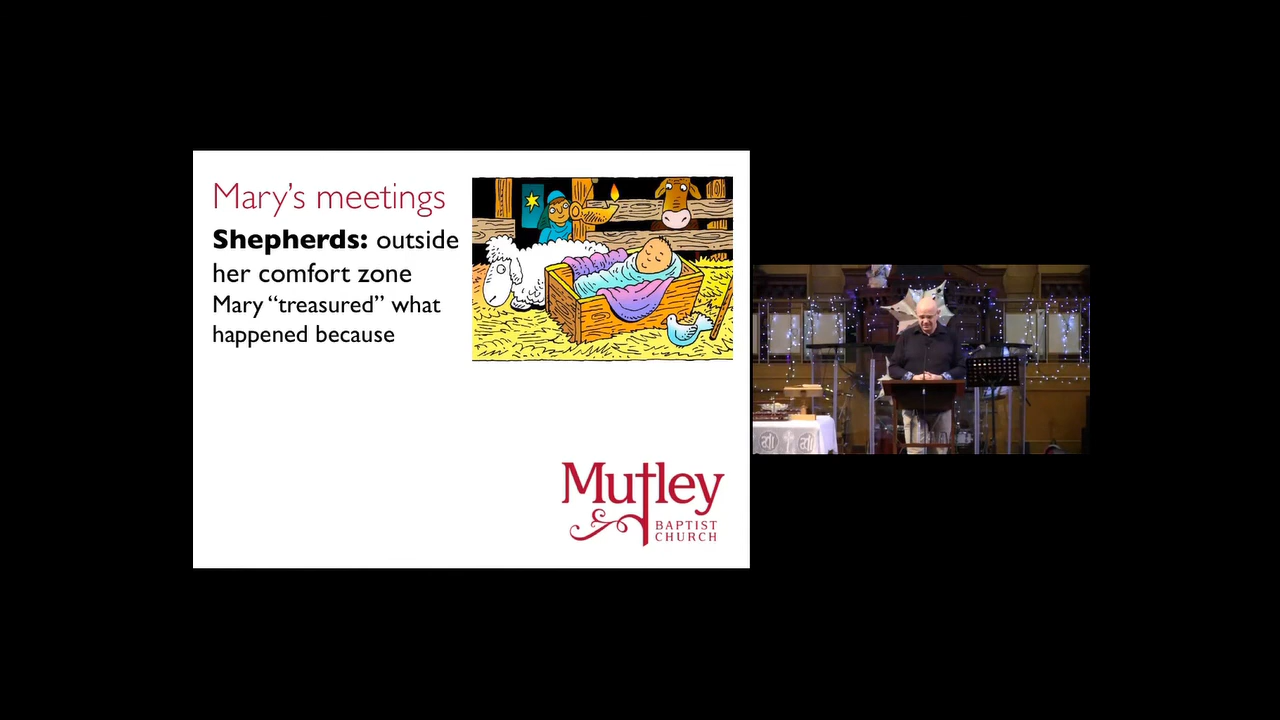 Mary's meetings
Shepherds: outside
her comfort zone
Mary “treasured” what
happened because
Mutley
BAPTIST
CHURCH